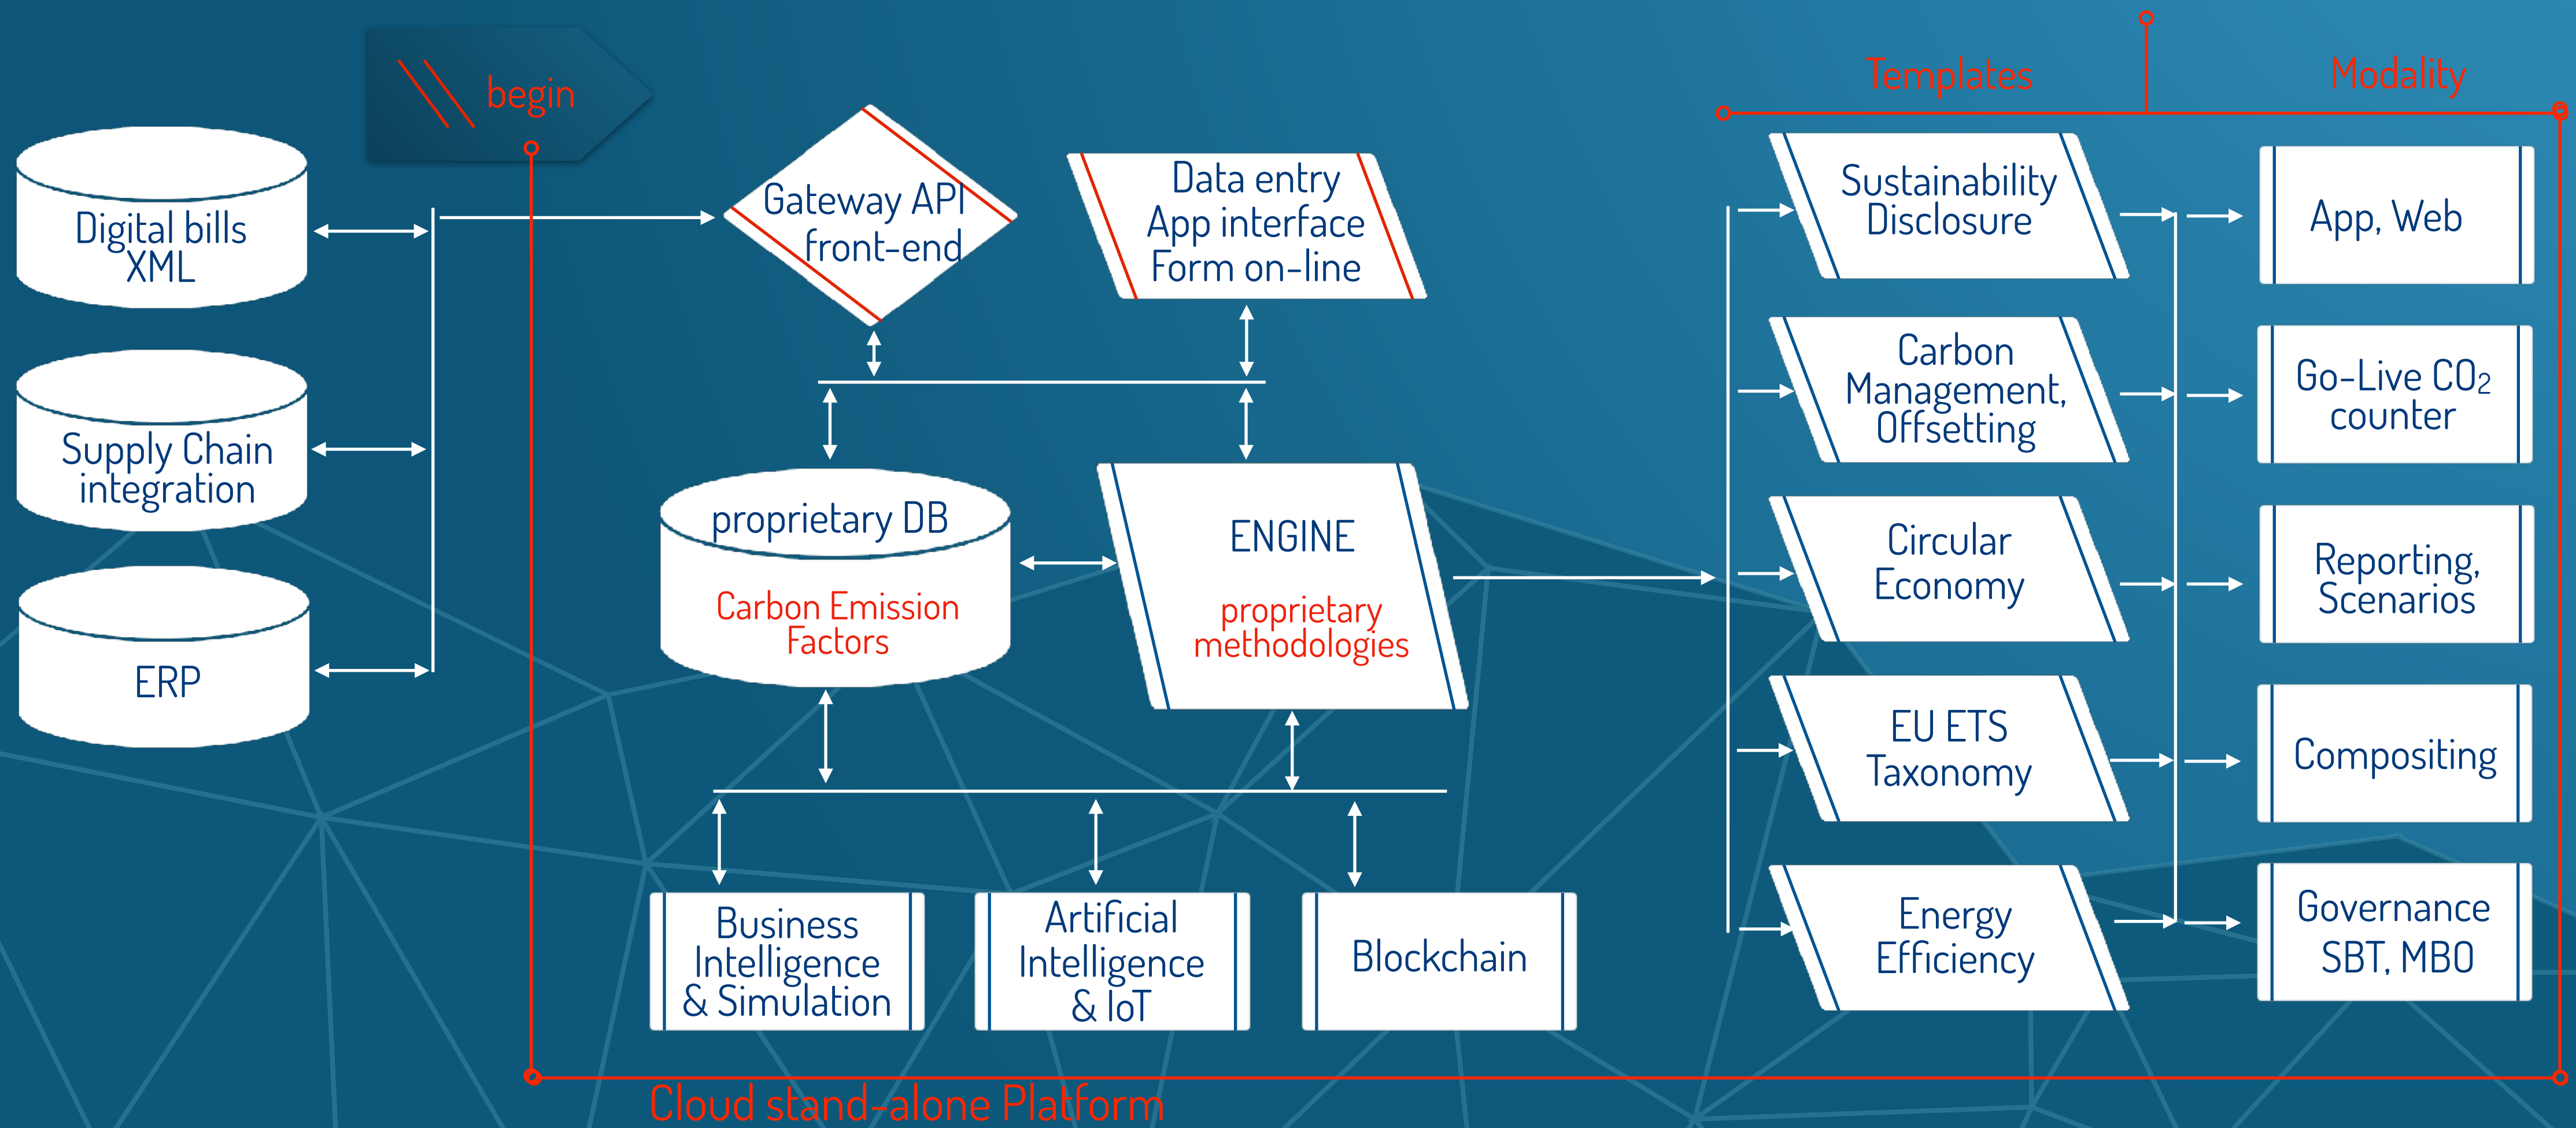 \\ begin
Templates
Modality
Digital bills
XML
Supply Chain
integration
ERP
Gateway API
front-end
Data entry
App interface
Form on-line
proprietary DB
Carbon Emission
Factors
ENGINE
proprietary
methodologies
Business
Intelligence
& Simulation
Artificial
Intelligence
& IoT
Blockchain
Sustainability
Disclosure
Carbon
Management,
Offsetting
Circular
Economy
EU ETS
Taxonomy
Energy
Efficiency
App, Web
Go-Live CO₂
counter
Reporting,
Scenarios
Compositing
Governance
SBT, MBO
Cloud stand-alone Platform